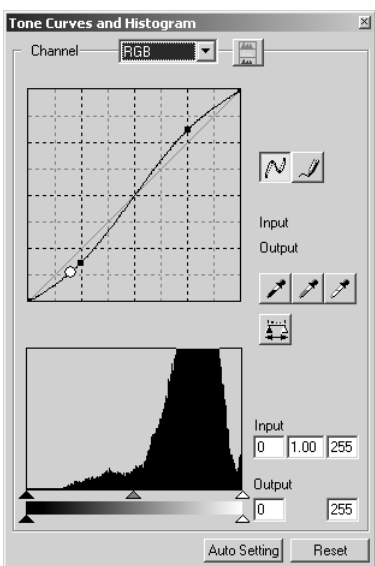 Tone Curves and Histogram
Channel RGB
Input
Output
Input
0 1.00 255
Output
0 255
Auto Setting Reset